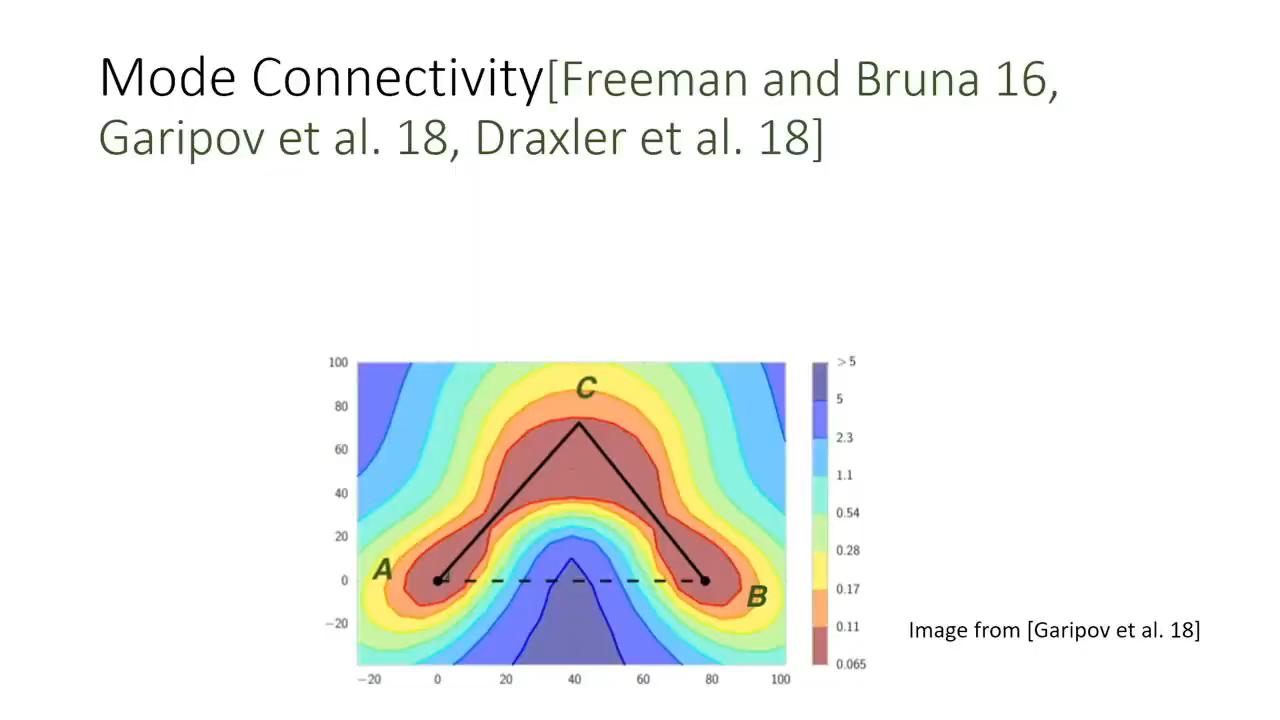 Mode Connectivity[Freeman and Bruna 16,
Garipov et al. 18, Draxler et al. 18]
100
80
60
40
20
0
−20
−20 0 20 40 60 80 100
A
C
B
> 5
5
2.3
1.1
0.54
0.28
0.17
0.11
0.065
Image from [Garipov et al. 18]